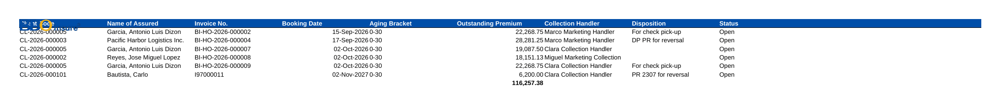 Client Code Name of Assured Invoice No. Booking Date Aging Bracket Outstanding Premium Collection Handler Disposition Status
insure
CL-2026-000005 Garcia, Antonio Luis Dizon BI-HO-2026-000002 15-Sep-2026 0-30 22,268.75 Marco Marketing Handler For check pick-up Open
CL-2026-000003 Pacific Harbor Logistics Inc. BI-HO-2026-000004 17-Sep-2026 0-30 28,281.25 Marco Marketing Handler DP PR for reversal Open
CL-2026-000005 Garcia, Antonio Luis Dizon BI-HO-2026-000007 02-Oct-2026 0-30 19,087.50 Clara Collection Handler Open
CL-2026-000002 Reyes, Jose Miguel Lopez BI-HO-2026-000008 02-Oct-2026 0-30 18,151.13 Miguel Marketing Collection Open
CL-2026-000005 Garcia, Antonio Luis Dizon BI-HO-2026-000009 02-Oct-2026 0-30 22,268.75 Clara Collection Handler For check pick-up Open
CL-2026-000101 Bautista, Carlo I97000011 02-Nov-2027 0-30 6,200.00 Clara Collection Handler PR 2307 for reversal Open
116,257.38